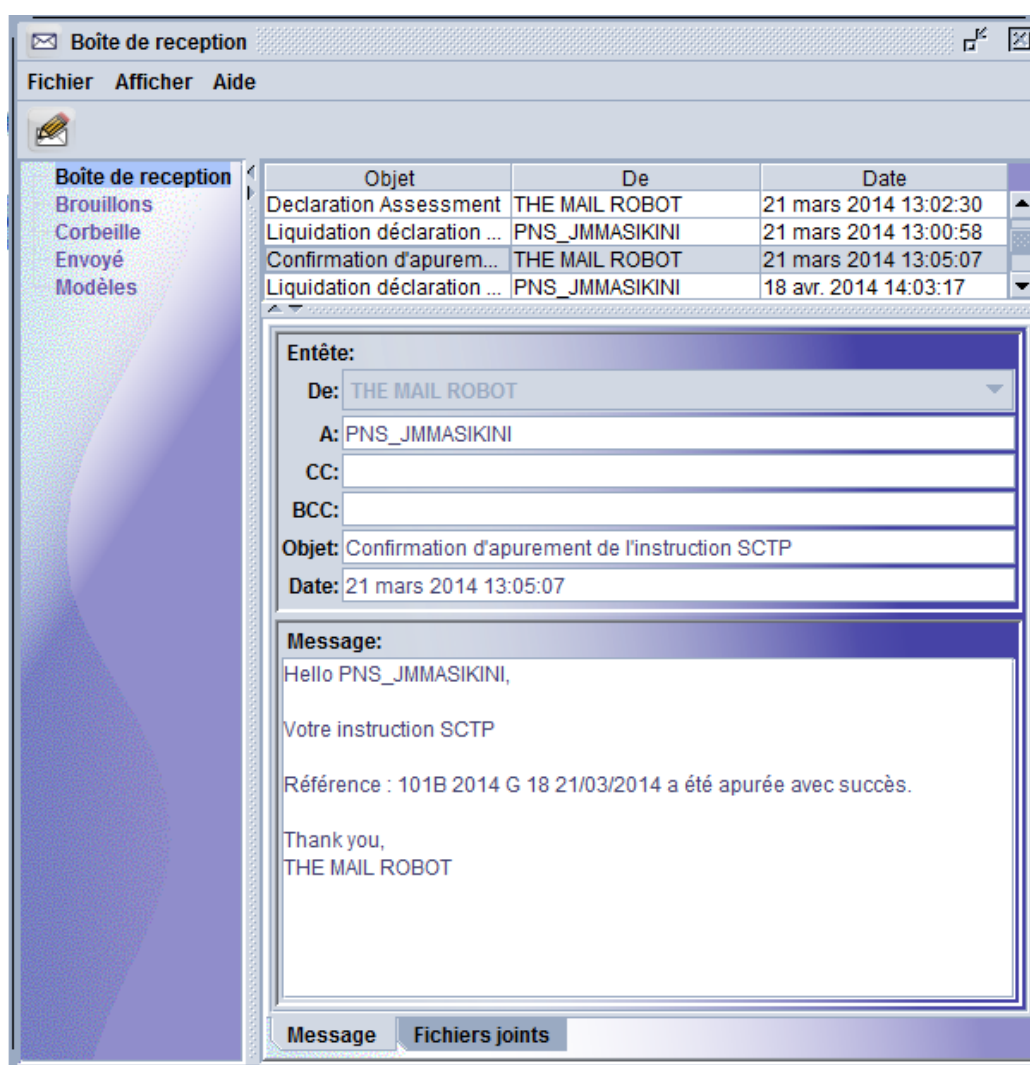 Boîte de reception
Fichier Afficher Aide
Boîte de reception
Brouillons
Corbeille
Envoyé
Modèles
Objet De Date
Declaration Assessment THE MAIL ROBOT 21 mars 2014 13:02:30
Liquidation déclaration ... PNS_JMMASIKINI 21 mars 2014 13:00:58
Confirmation d'apurem... THE MAIL ROBOT 21 mars 2014 13:05:07
Liquidation déclaration ... PNS_JMMASIKINI 18 avr. 2014 14:03:17
Entête:
De: THE MAIL ROBOT
A: PNS_JMMASIKINI
CC:
BCC:
Objet: Confirmation d'apurement de l'instruction SCTP
Date: 21 mars 2014 13:05:07
Message:
Hello PNS_JMMASIKINI,
Votre instruction SCTP
Référence : 101B 2014 G 18 21/03/2014 a été apurée avec succès.
Thank you,
THE MAIL ROBOT
Message Fichiers joints